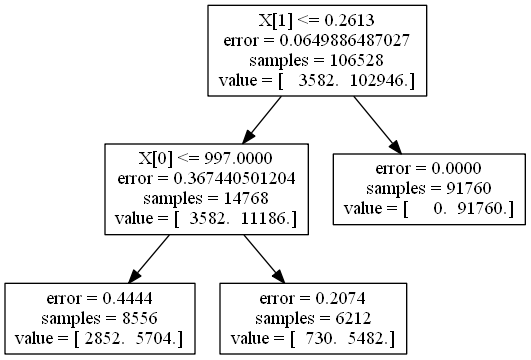 X[1] <= 0.2613
error = 0.0649886487027
samples = 106528
value = [   3582.  102946.]
X[0] <= 997.0000
error = 0.367440501204
samples = 14768
value = [  3582.  11186.]
error = 0.0000
samples = 91760
value = [     0.  91760.]
error = 0.4444
samples = 8556
value = [ 2852.  5704.]
error = 0.2074
samples = 6212
value = [  730.  5482.]